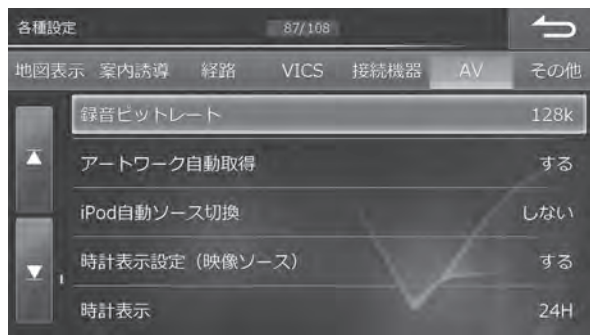 各種設定 87/108
地図表示 案内誘導 経路 VICS 接続機器 AV その他
録音ビットレート 128k
アートワーク自動取得 する
iPod自動ソース切換 しない
時計表示設定（映像ソース） する
時計表示 24H